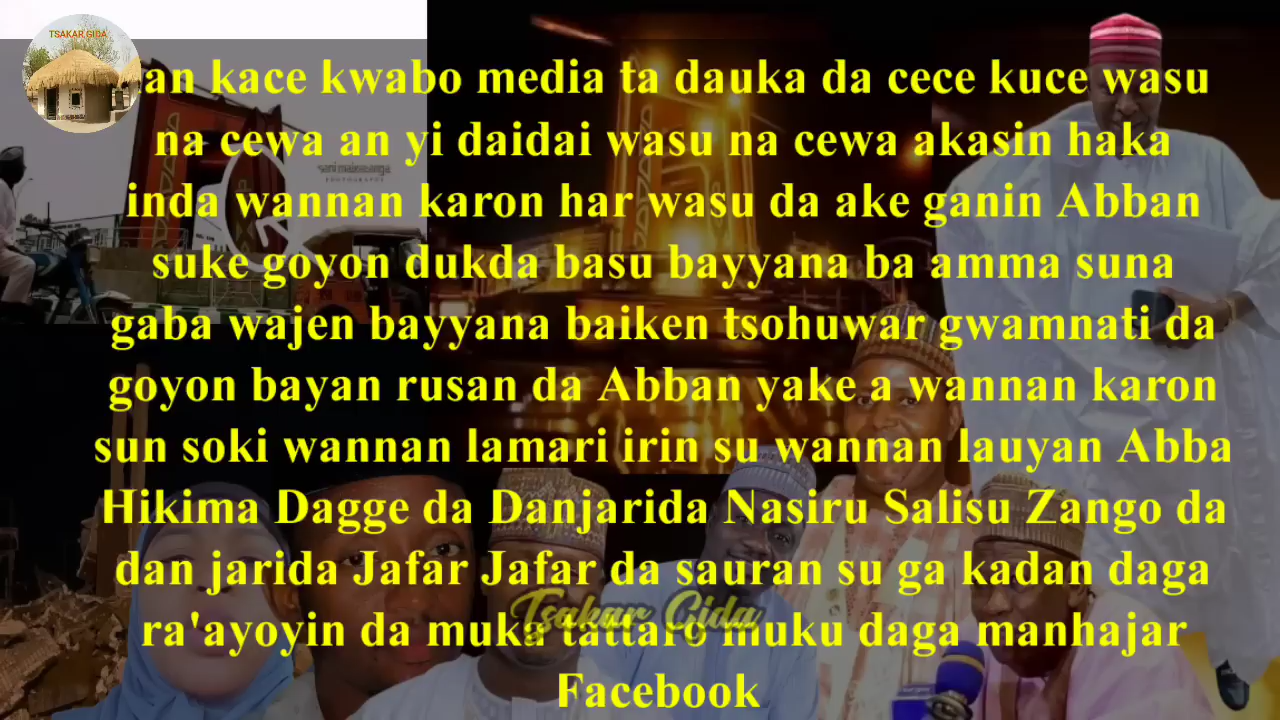 TSAKAR GIDA
an kace kwabo media ta dauka da cece kuce wasu
na cewa an yi daidai wasu na cewa akasin haka
sani maikatanga
PHOTOGRAPHY
inda wannan karon har wasu da ake ganin Abban
suke goyon dukda basu bayyana ba amma suna
gaba wajen bayyana baiken tsohuwar gwamnati da
goyon bayan rusan da Abban yake a wannan karon
sun soki wannan lamari irin su wannan lauyan Abba
Hikima Dagge da Danjarida Nasiru Salisu Zango da
dan jarida Jafar Jafar da sauran su ga kadan daga
Tsakar Gida
ra'ayoyin da muka tattaro muku daga manhajar
Facebook